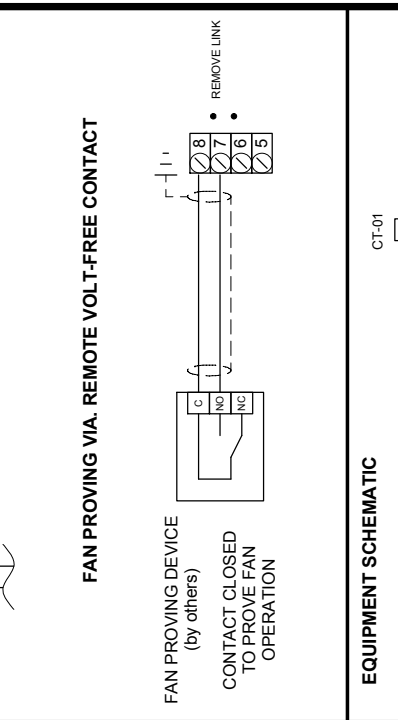 FAN PROVING VIA. REMOTE VOLT-FREE CONTACT
FAN PROVING DEVICE
(by others)
CONTACT CLOSED
TO PROVE FAN
OPERATION
C
NO
NC
8
7
6
5
REMOVE LINK
EQUIPMENT SCHEMATIC
CT-01